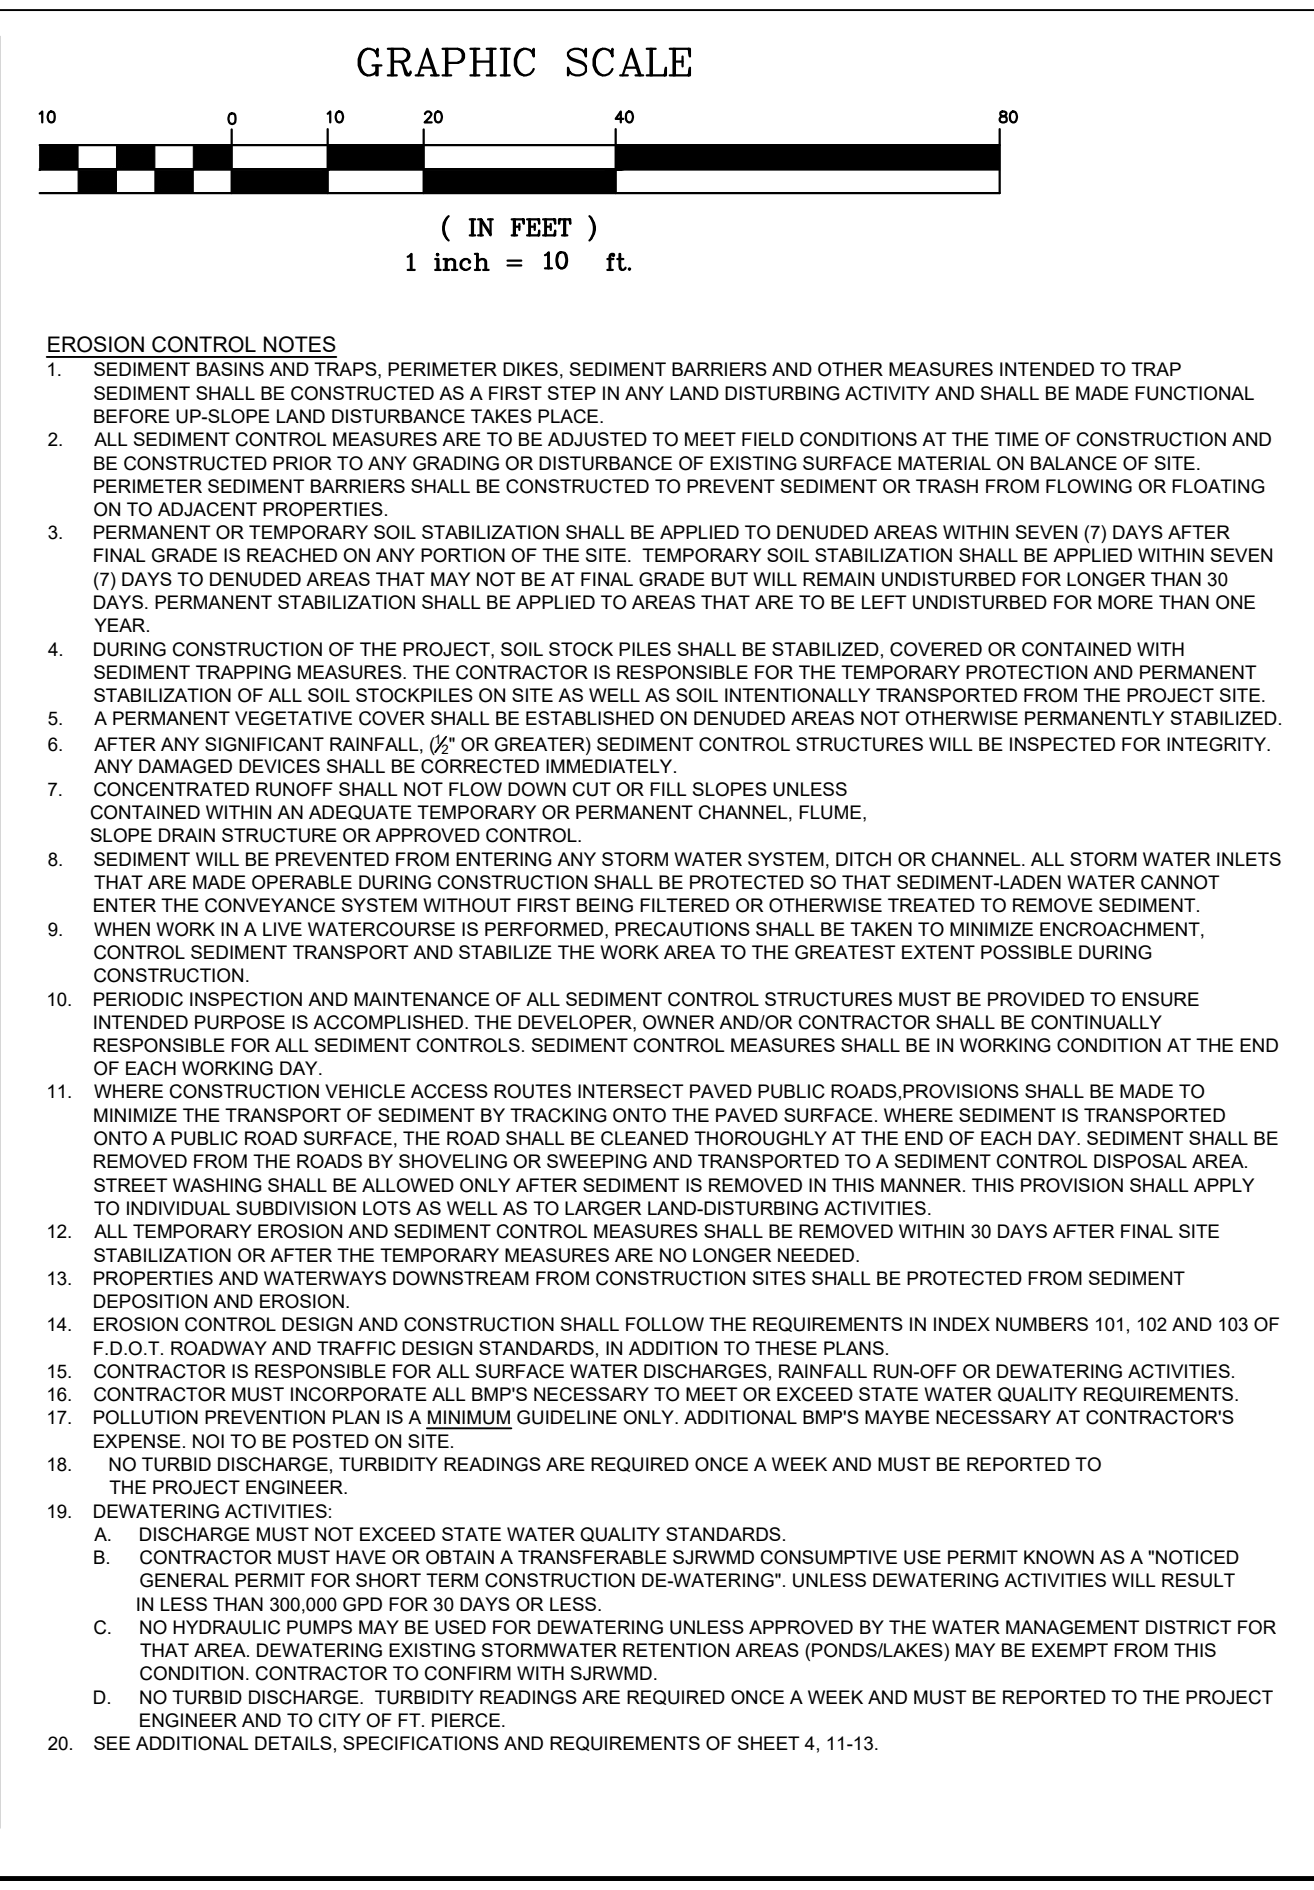 GRAPHIC SCALE
10 0 10 20 40 80
( IN FEET )
1 inch = 10 ft.
EROSION CONTROL NOTES
1. SEDIMENT BASINS AND TRAPS, PERIMETER DIKES, SEDIMENT BARRIERS AND OTHER MEASURES INTENDED TO TRAP
SEDIMENT SHALL BE CONSTRUCTED AS A FIRST STEP IN ANY LAND DISTURBING ACTIVITY AND SHALL BE MADE FUNCTIONAL
BEFORE UP-SLOPE LAND DISTURBANCE TAKES PLACE.
2. ALL SEDIMENT CONTROL MEASURES ARE TO BE ADJUSTED TO MEET FIELD CONDITIONS AT THE TIME OF CONSTRUCTION AND
BE CONSTRUCTED PRIOR TO ANY GRADING OR DISTURBANCE OF EXISTING SURFACE MATERIAL ON BALANCE OF SITE.
PERIMETER SEDIMENT BARRIERS SHALL BE CONSTRUCTED TO PREVENT SEDIMENT OR TRASH FROM FLOWING OR FLOATING
ON TO ADJACENT PROPERTIES.
3. PERMANENT OR TEMPORARY SOIL STABILIZATION SHALL BE APPLIED TO DENUDED AREAS WITHIN SEVEN (7) DAYS AFTER
FINAL GRADE IS REACHED ON ANY PORTION OF THE SITE. TEMPORARY SOIL STABILIZATION SHALL BE APPLIED WITHIN SEVEN
(7) DAYS TO DENUDED AREAS THAT MAY NOT BE AT FINAL GRADE BUT WILL REMAIN UNDISTURBED FOR LONGER THAN 30
DAYS. PERMANENT STABILIZATION SHALL BE APPLIED TO AREAS THAT ARE TO BE LEFT UNDISTURBED FOR MORE THAN ONE
YEAR.
4. DURING CONSTRUCTION OF THE PROJECT, SOIL STOCK PILES SHALL BE STABILIZED, COVERED OR CONTAINED WITH
SEDIMENT TRAPPING MEASURES. THE CONTRACTOR IS RESPONSIBLE FOR THE TEMPORARY PROTECTION AND PERMANENT
STABILIZATION OF ALL SOIL STOCKPILES ON SITE AS WELL AS SOIL INTENTIONALLY TRANSPORTED FROM THE PROJECT SITE.
5. A PERMANENT VEGETATIVE COVER SHALL BE ESTABLISHED ON DENUDED AREAS NOT OTHERWISE PERMANENTLY STABILIZED.
6. AFTER ANY SIGNIFICANT RAINFALL, (½" OR GREATER) SEDIMENT CONTROL STRUCTURES WILL BE INSPECTED FOR INTEGRITY.
ANY DAMAGED DEVICES SHALL BE CORRECTED IMMEDIATELY.
7. CONCENTRATED RUNOFF SHALL NOT FLOW DOWN CUT OR FILL SLOPES UNLESS
CONTAINED WITHIN AN ADEQUATE TEMPORARY OR PERMANENT CHANNEL, FLUME,
SLOPE DRAIN STRUCTURE OR APPROVED CONTROL.
8. SEDIMENT WILL BE PREVENTED FROM ENTERING ANY STORM WATER SYSTEM, DITCH OR CHANNEL. ALL STORM WATER INLETS
THAT ARE MADE OPERABLE DURING CONSTRUCTION SHALL BE PROTECTED SO THAT SEDIMENT-LADEN WATER CANNOT
ENTER THE CONVEYANCE SYSTEM WITHOUT FIRST BEING FILTERED OR OTHERWISE TREATED TO REMOVE SEDIMENT.
9. WHEN WORK IN A LIVE WATERCOURSE IS PERFORMED, PRECAUTIONS SHALL BE TAKEN TO MINIMIZE ENCROACHMENT,
CONTROL SEDIMENT TRANSPORT AND STABILIZE THE WORK AREA TO THE GREATEST EXTENT POSSIBLE DURING
CONSTRUCTION.
10. PERIODIC INSPECTION AND MAINTENANCE OF ALL SEDIMENT CONTROL STRUCTURES MUST BE PROVIDED TO ENSURE
INTENDED PURPOSE IS ACCOMPLISHED. THE DEVELOPER, OWNER AND/OR CONTRACTOR SHALL BE CONTINUALLY
RESPONSIBLE FOR ALL SEDIMENT CONTROLS. SEDIMENT CONTROL MEASURES SHALL BE IN WORKING CONDITION AT THE END
OF EACH WORKING DAY.
11. WHERE CONSTRUCTION VEHICLE ACCESS ROUTES INTERSECT PAVED PUBLIC ROADS,PROVISIONS SHALL BE MADE TO
MINIMIZE THE TRANSPORT OF SEDIMENT BY TRACKING ONTO THE PAVED SURFACE. WHERE SEDIMENT IS TRANSPORTED
ONTO A PUBLIC ROAD SURFACE, THE ROAD SHALL BE CLEANED THOROUGHLY AT THE END OF EACH DAY. SEDIMENT SHALL BE
REMOVED FROM THE ROADS BY SHOVELING OR SWEEPING AND TRANSPORTED TO A SEDIMENT CONTROL DISPOSAL AREA.
STREET WASHING SHALL BE ALLOWED ONLY AFTER SEDIMENT IS REMOVED IN THIS MANNER. THIS PROVISION SHALL APPLY
TO INDIVIDUAL SUBDIVISION LOTS AS WELL AS TO LARGER LAND-DISTURBING ACTIVITIES.
12. ALL TEMPORARY EROSION AND SEDIMENT CONTROL MEASURES SHALL BE REMOVED WITHIN 30 DAYS AFTER FINAL SITE
STABILIZATION OR AFTER THE TEMPORARY MEASURES ARE NO LONGER NEEDED.
13. PROPERTIES AND WATERWAYS DOWNSTREAM FROM CONSTRUCTION SITES SHALL BE PROTECTED FROM SEDIMENT
DEPOSITION AND EROSION.
14. EROSION CONTROL DESIGN AND CONSTRUCTION SHALL FOLLOW THE REQUIREMENTS IN INDEX NUMBERS 101, 102 AND 103 OF
F.D.O.T. ROADWAY AND TRAFFIC DESIGN STANDARDS, IN ADDITION TO THESE PLANS.
15. CONTRACTOR IS RESPONSIBLE FOR ALL SURFACE WATER DISCHARGES, RAINFALL RUN-OFF OR DEWATERING ACTIVITIES.
16. CONTRACTOR MUST INCORPORATE ALL BMP'S NECESSARY TO MEET OR EXCEED STATE WATER QUALITY REQUIREMENTS.
17. POLLUTION PREVENTION PLAN IS A MINIMUM GUIDELINE ONLY. ADDITIONAL BMP'S MAYBE NECESSARY AT CONTRACTOR'S
EXPENSE. NOI TO BE POSTED ON SITE.
18. NO TURBID DISCHARGE, TURBIDITY READINGS ARE REQUIRED ONCE A WEEK AND MUST BE REPORTED TO
THE PROJECT ENGINEER.
19. DEWATERING ACTIVITIES:
A. DISCHARGE MUST NOT EXCEED STATE WATER QUALITY STANDARDS.
B. CONTRACTOR MUST HAVE OR OBTAIN A TRANSFERABLE SJRWMD CONSUMPTIVE USE PERMIT KNOWN AS A "NOTICED
GENERAL PERMIT FOR SHORT TERM CONSTRUCTION DE-WATERING". UNLESS DEWATERING ACTIVITIES WILL RESULT
IN LESS THAN 300,000 GPD FOR 30 DAYS OR LESS.
C. NO HYDRAULIC PUMPS MAY BE USED FOR DEWATERING UNLESS APPROVED BY THE WATER MANAGEMENT DISTRICT FOR
THAT AREA. DEWATERING EXISTING STORMWATER RETENTION AREAS (PONDS/LAKES) MAY BE EXEMPT FROM THIS
CONDITION. CONTRACTOR TO CONFIRM WITH SJRWMD.
D. NO TURBID DISCHARGE. TURBIDITY READINGS ARE REQUIRED ONCE A WEEK AND MUST BE REPORTED TO THE PROJECT
ENGINEER AND TO CITY OF FT. PIERCE.
20. SEE ADDITIONAL DETAILS, SPECIFICATIONS AND REQUIREMENTS OF SHEET 4, 11-13.